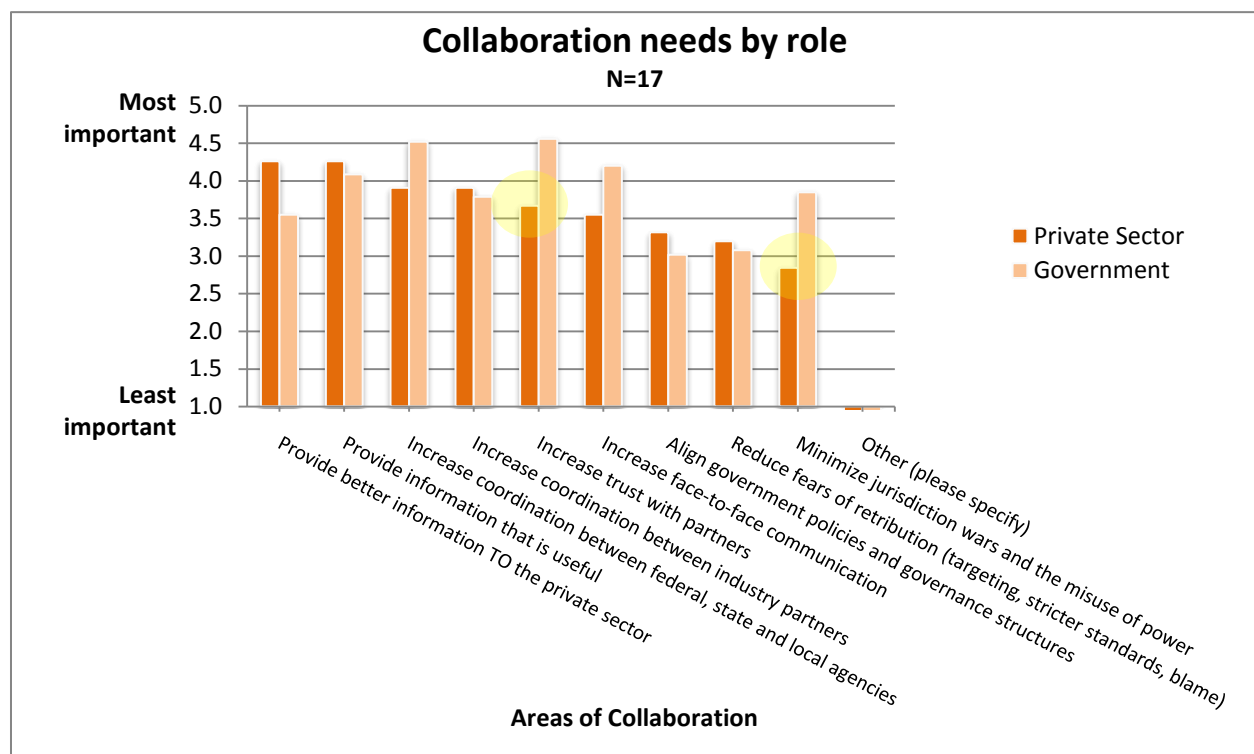 Collaboration needs by role
N=17
Most
important
5.0
4.5
4.0
3.5
3.0
2.5
2.0
1.5
1.0
Least
important
Private Sector
Government
Provide better information TO the private sector
Provide information that is useful
Increase coordination between federal, state and local agencies
Increase coordination between industry partners
Increase trust with partners
Increase face-to-face communication
Align government policies and governance structures
Reduce fears of retribution (targeting, stricter standards, blame)
Minimize jurisdiction wars and the misuse of power
Other (please specify)
Areas of Collaboration